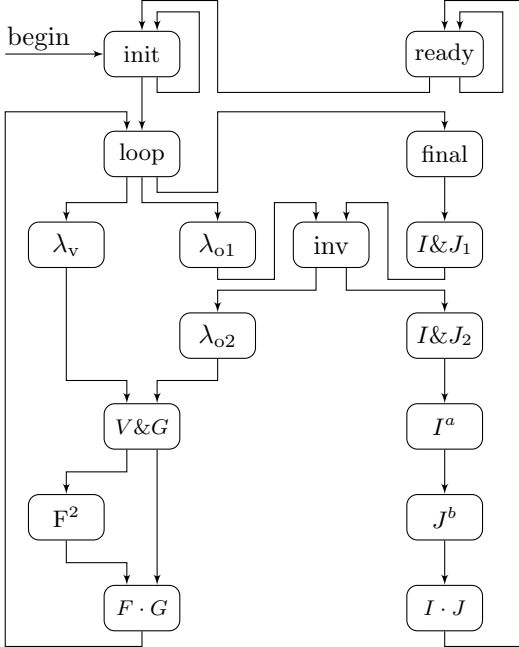 begin
init
ready
loop
final
λv
λo1
inv
I&J1
λo2
I&J2
V&G
I^a
F^2
J^b
F · G
I · J